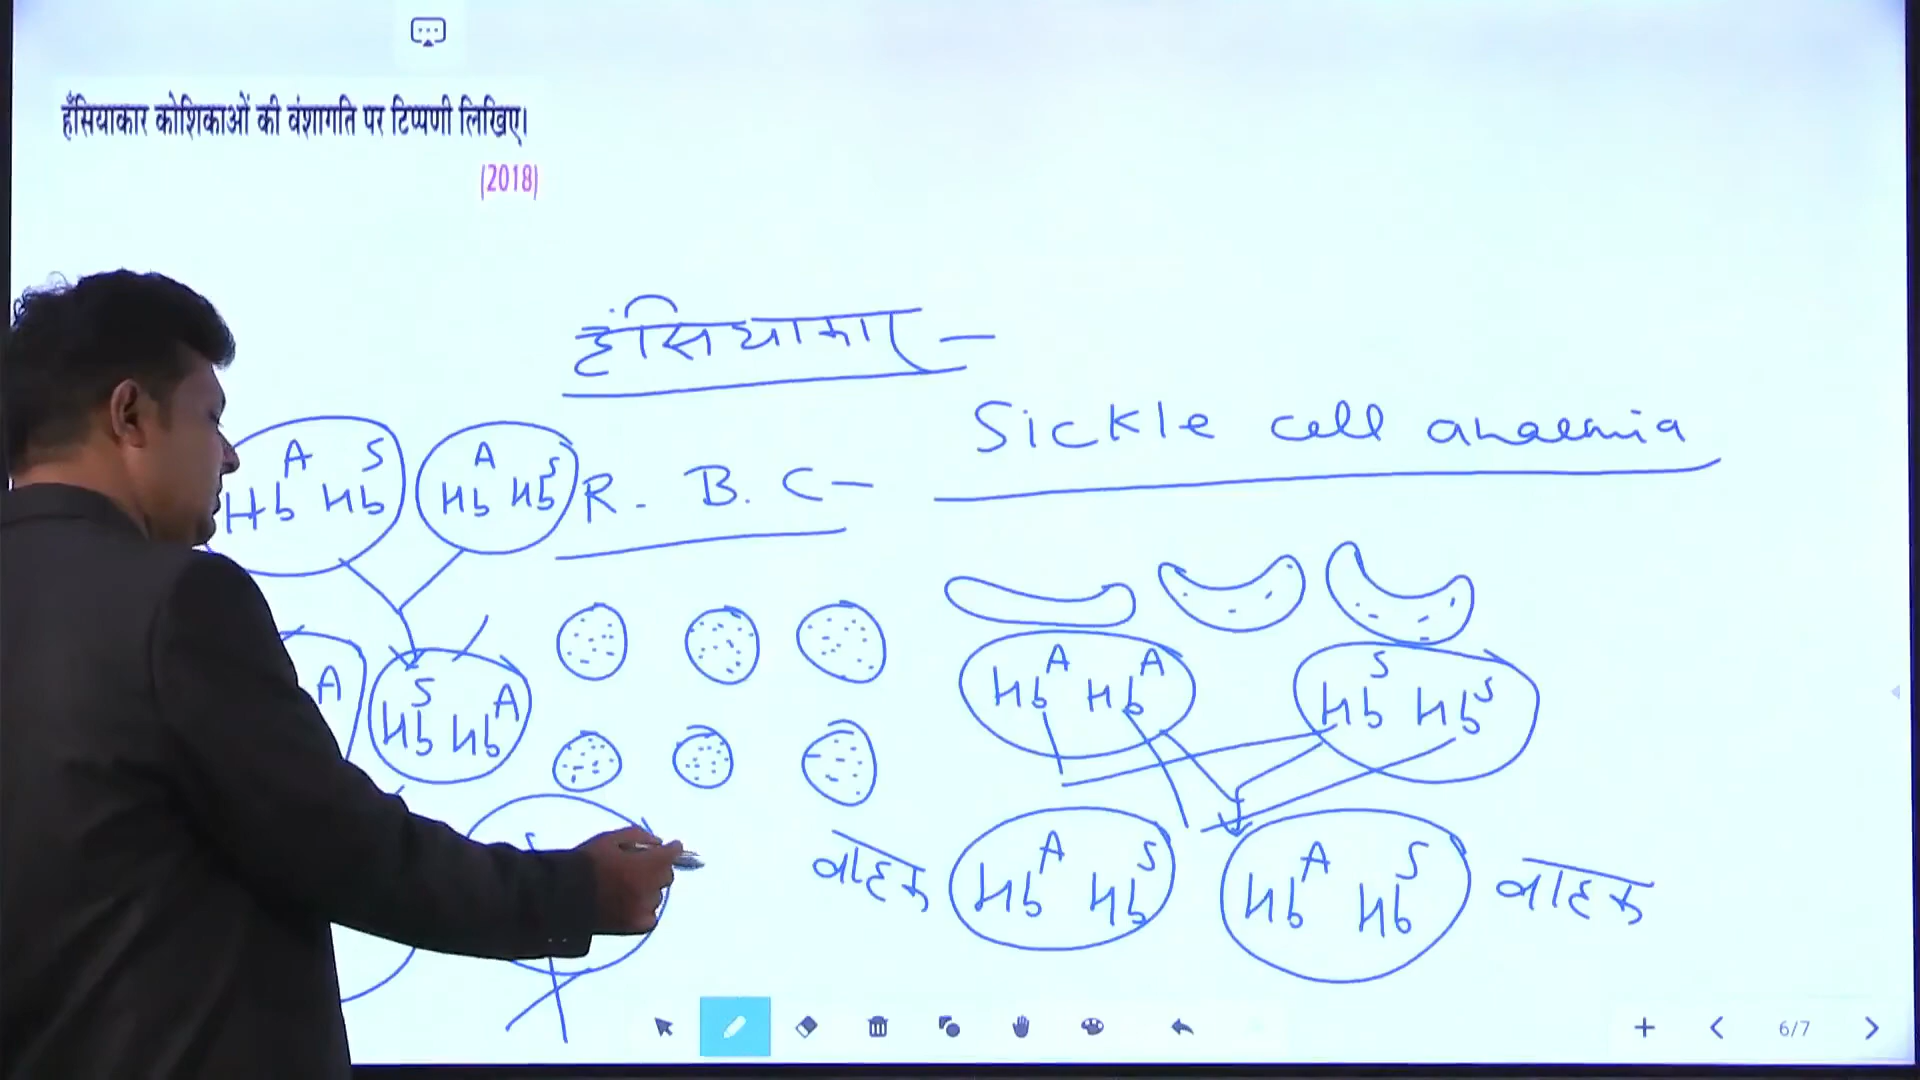 हँसियाकार कोशिकाओं की वंशागति पर टिप्पणी लिखिए।
(2018)
हंसियाकार –
Sickle cell anaemia
R. B. C –
Hb^A Hb^S
Hb^A Hb^S
A
Hb^S Hb^A
Hb^A Hb^A
Hb^S Hb^S
वाहक
Hb^A Hb^S
Hb^A Hb^S
वाहक
6/7